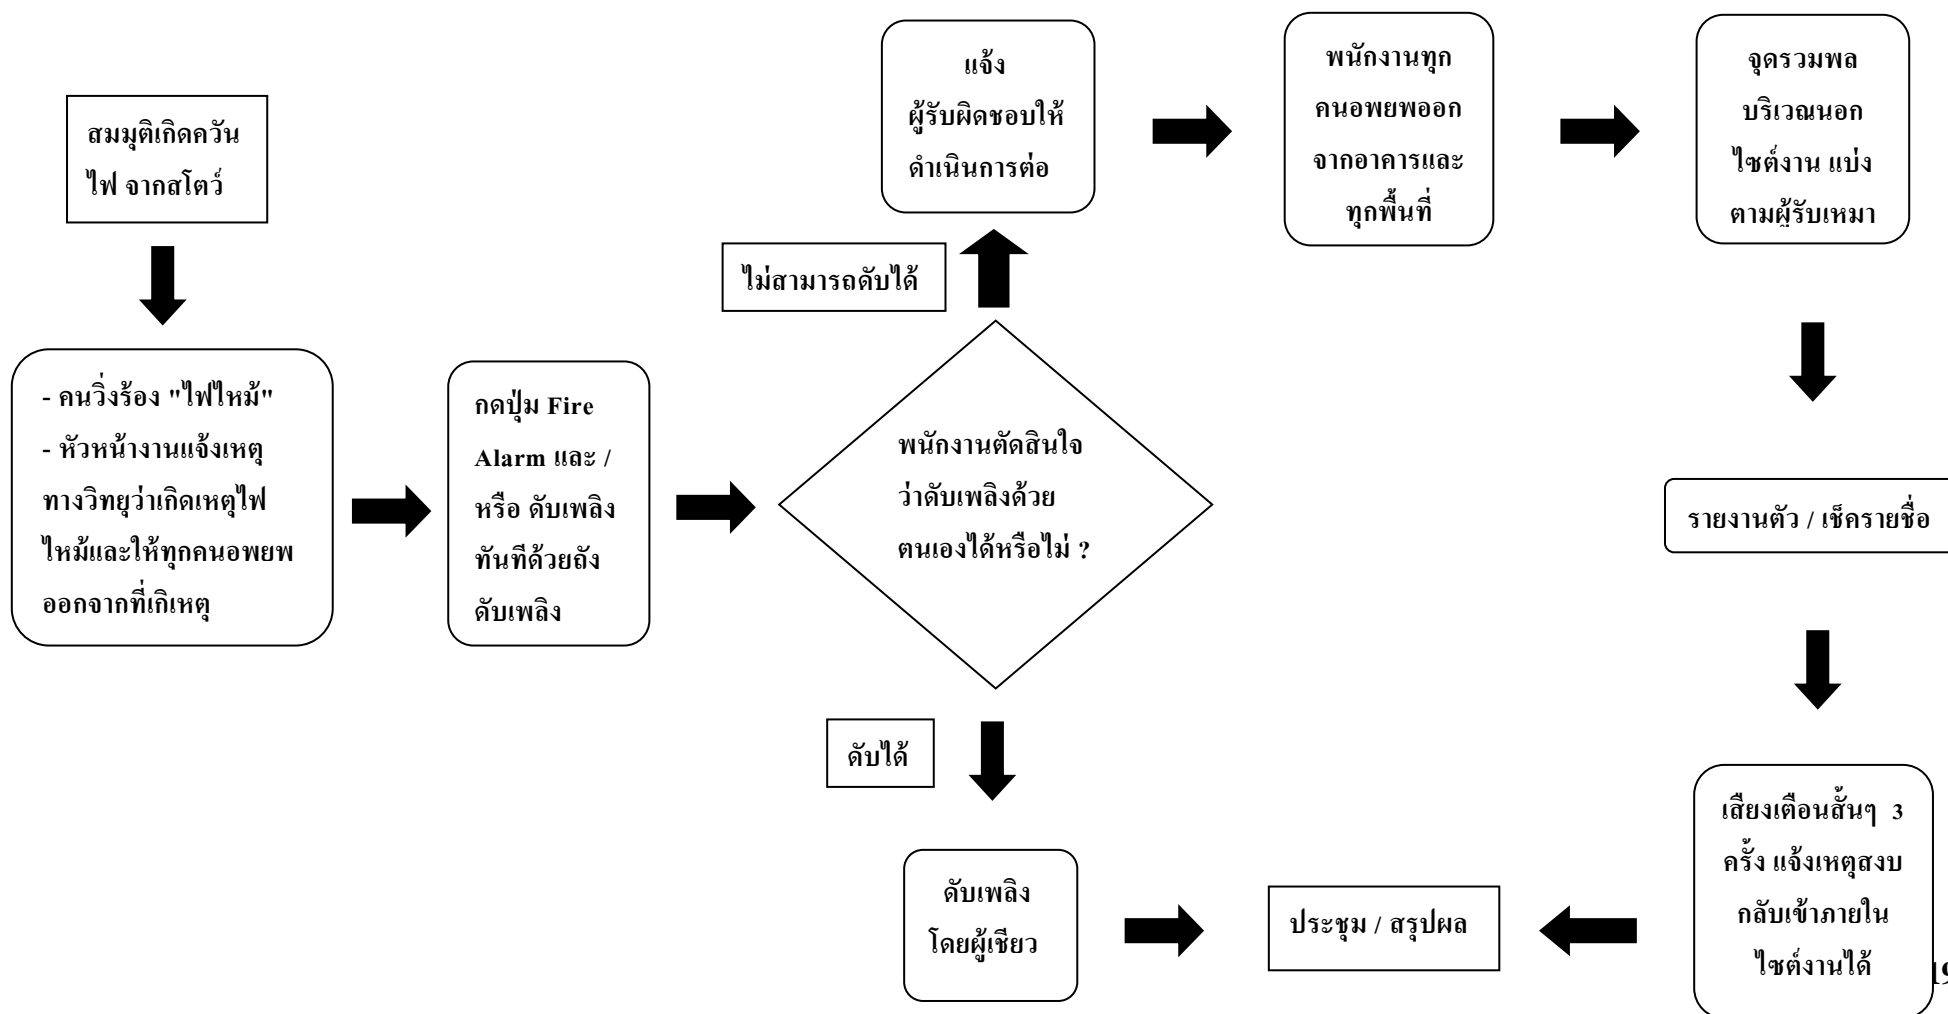 สมมุติเกิดควัน
ไฟ จากสโตว์
- คนวิ่งร้อง "ไฟไหม้"
- หัวหน้างานแจ้งเหตุ
ทางวิทยุว่าเกิดเหตุไฟ
ไหม้และให้ทุกคนอพยพ
ออกจากที่เกิเหตุ
กดปุ่ม Fire
Alarm และ /
หรือ ดับเพลิง
ทันทีด้วยถัง
ดับเพลิง
พนักงานตัดสินใจ
ว่าดับเพลิงด้วย
ตนเองได้หรือไม่ ?
ไม่สามารถดับได้
แจ้ง
ผู้รับผิดชอบให้
ดำเนินการต่อ
พนักงานทุก
คนอพยพออก
จากอาคารและ
ทุกพื้นที่
จุดรวมพล
บริเวณนอก
ไซต์งาน แบ่ง
ตามผู้รับเหมา
รายงานตัว / เช็ครายชื่อ
เสียงเตือนสั้นๆ 3
ครั้ง แจ้งเหตุสงบ
กลับเข้าภายใน
ไซต์งานได้
ดับได้
ดับเพลิง
โดยผู้เชียว
ประชุม / สรุปผล
19